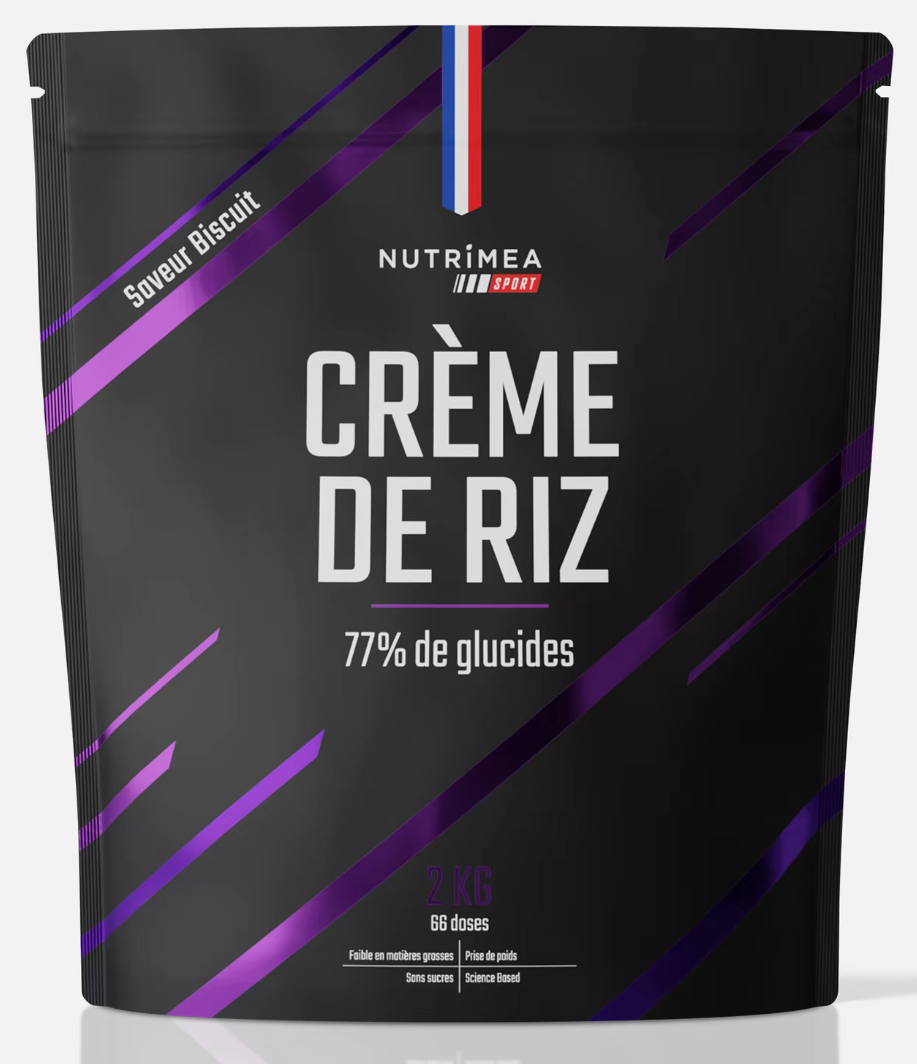 Saveur Biscuit
NUTRIMEA
SPORT
CRÈME
DE RIZ
77% de glucides
2 KG
66 doses
Faible en matières grasses
Prise de poids
Sans sucres
Science Based